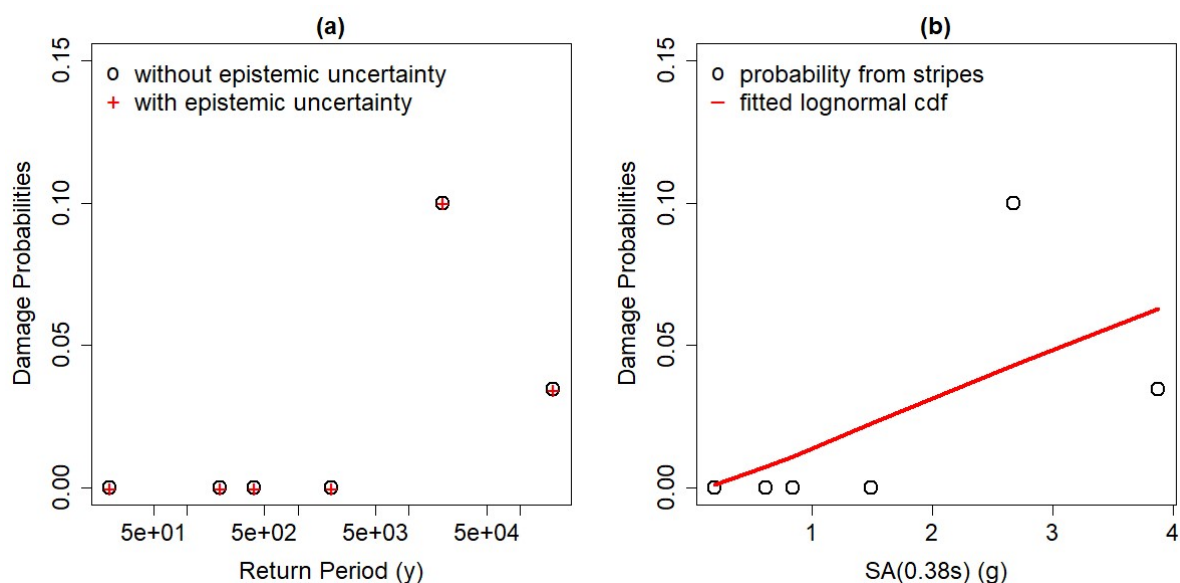 (a)
0.15
0.10
0.05
0.00
Damage Probabilities
o without epistemic uncertainty
+ with epistemic uncertainty
5e+01 5e+02 5e+03 5e+04
Return Period (y)
(b)
0.15
0.10
0.05
0.00
Damage Probabilities
o probability from stripes
– fitted lognormal cdf
1 2 3 4
SA(0.38s) (g)